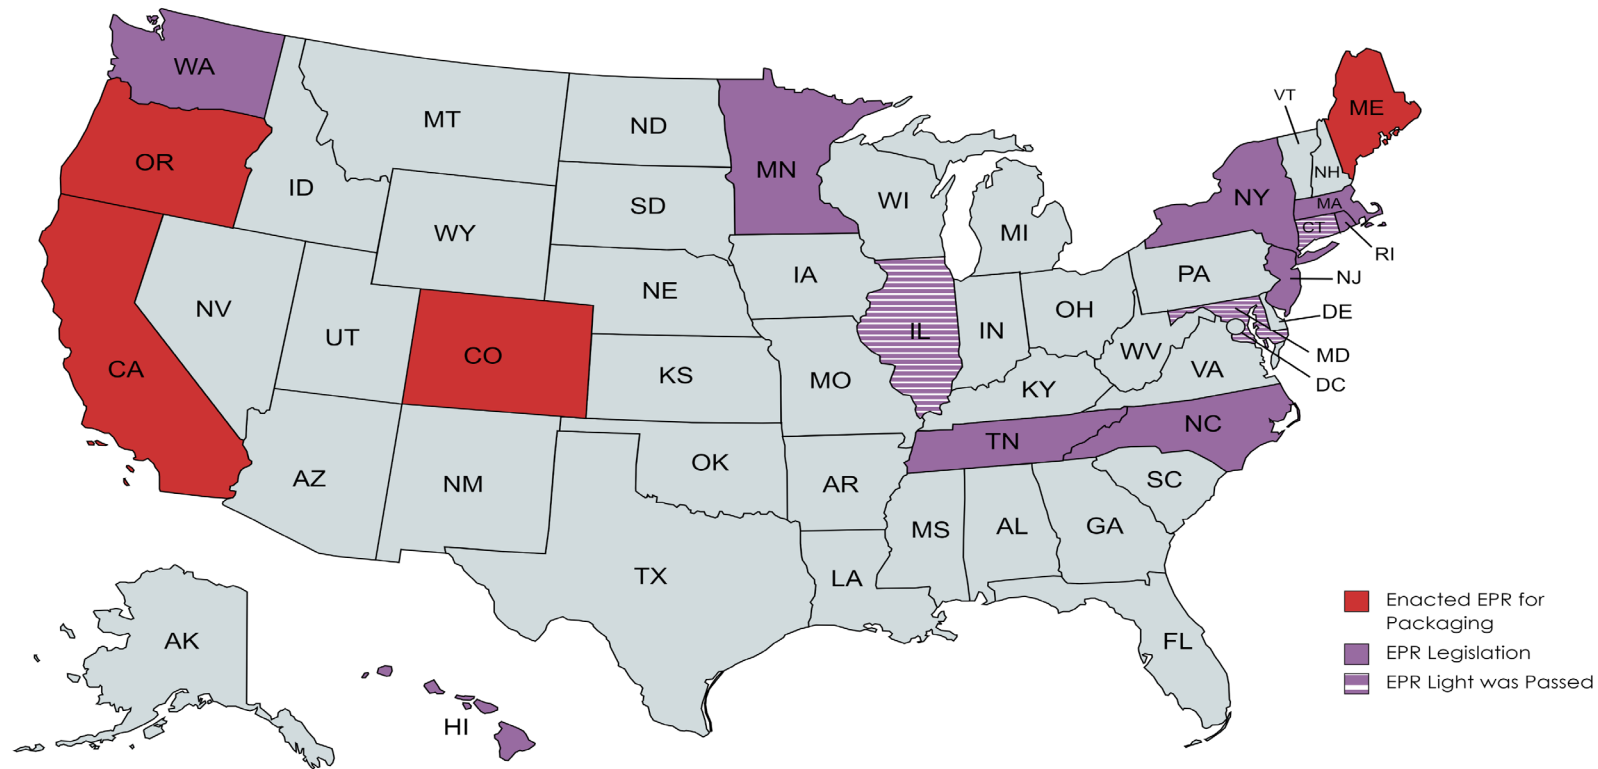 WA
MT
ND
MN
OR
ID
SD
WY
WI
MI
VT
ME
NH
NY
MA
CT
RI
NV
UT
CO
NE
IA
IL
IN
OH
PA
NJ
DE
MD
DC
CA
KS
MO
KY
WV
VA
AZ
NM
OK
AR
TN
NC
SC
TX
LA
MS
AL
GA
FL
AK
HI
Enacted EPR for
Packaging
EPR Legislation
EPR Light was Passed